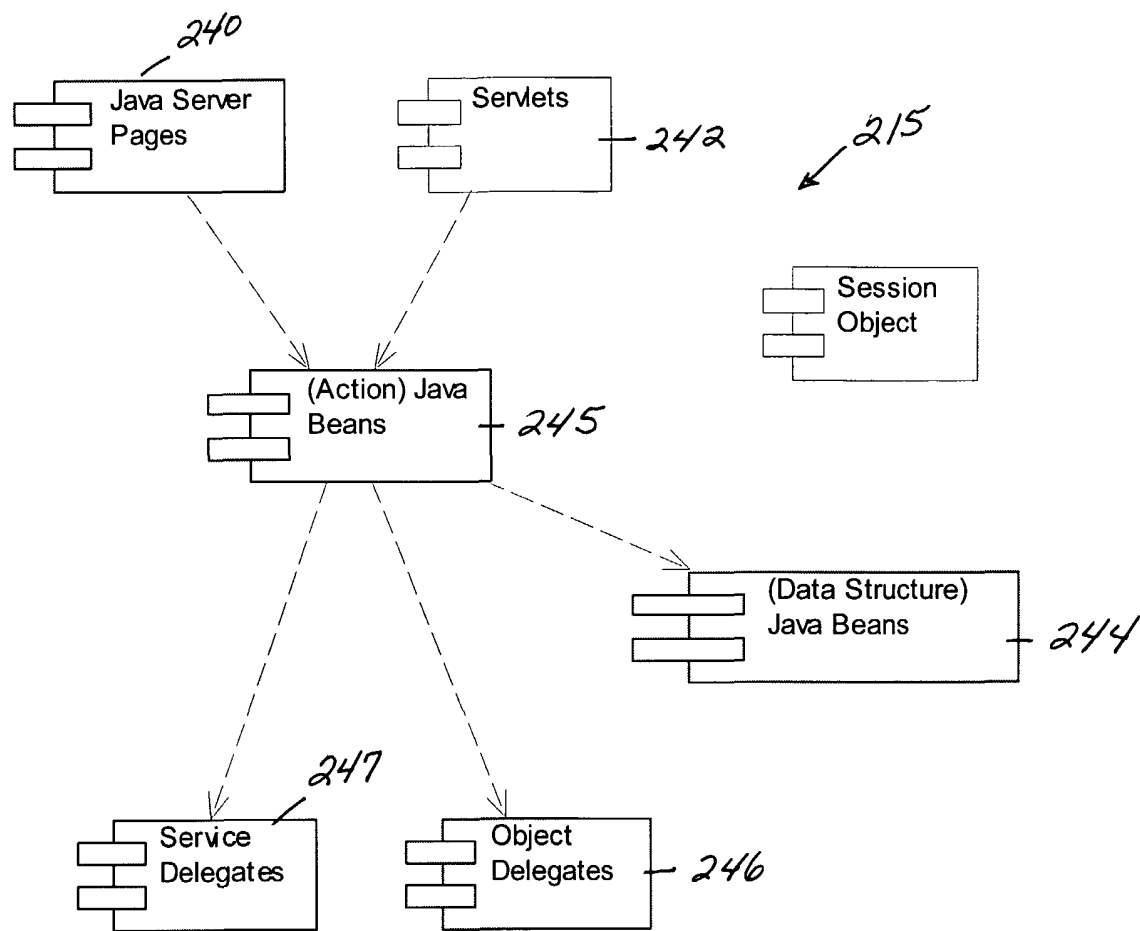 240
Java Server
Pages
Servlets
242
215
Session
Object
(Action) Java
Beans
245
(Data Structure)
Java Beans
244
247
Service
Delegates
Object
Delegates
246